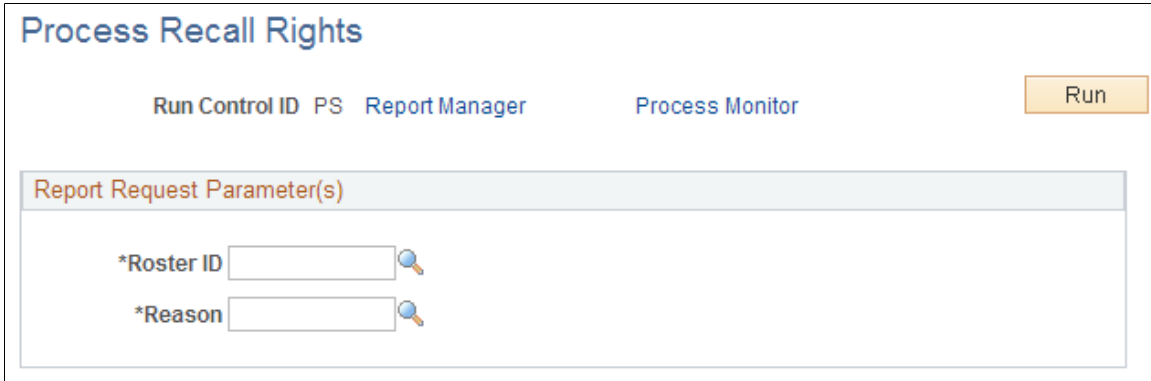 Process Recall Rights
Run Control ID PS Report Manager Process Monitor Run
Report Request Parameter(s)
*Roster ID
*Reason